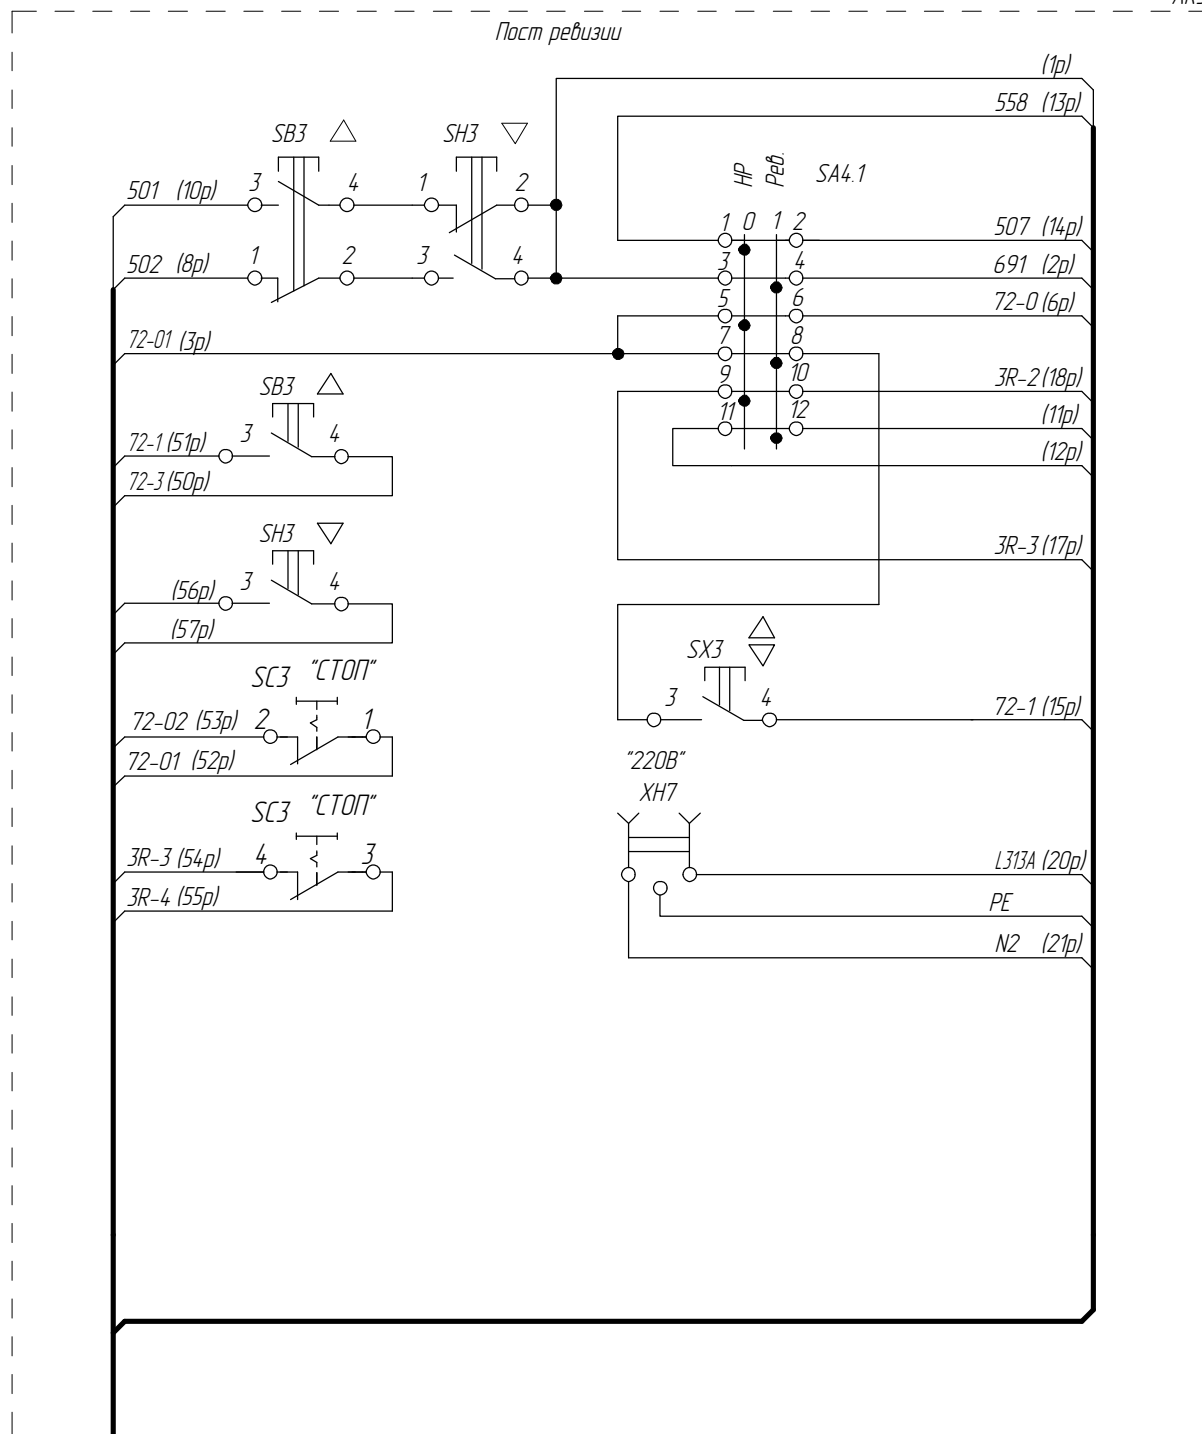 Пост ревизии
(1р)
558 (13р)
SB3
SH3
НР
Рев.
SA4.1
501 (10р)
3
4
1
2
1 0 1 2
507 (14р)
502 (8р)
1
2
3
4
3
4
691 (2р)
5
6
72-0 (6р)
72-01 (3р)
7
8
SB3
9
10
3R-2 (18р)
11
12
(11р)
72-1 (51р)
3
4
(12р)
72-3 (50р)
SH3
3R-3 (17р)
(56р)
3
4
(57р)
SX3
SC3 "СТОП"
3
4
72-1 (15р)
72-02 (53р)
2
1
72-01 (52р)
"220В"
XH7
SC3 "СТОП"
3R-3 (54р)
4
3
L313A (20р)
3R-4 (55р)
PE
N2 (21р)